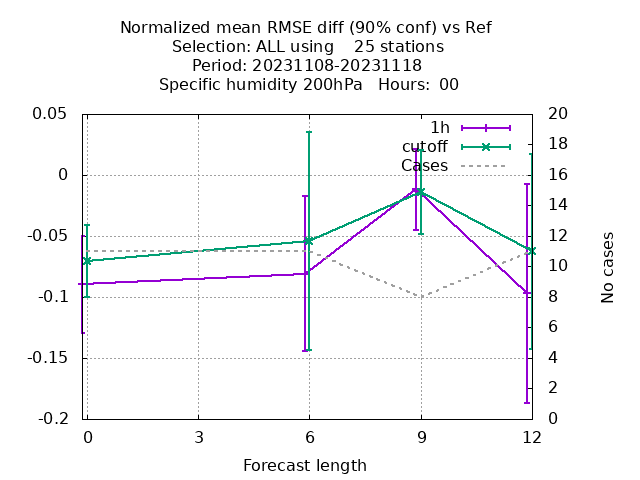 Normalized mean RMSE diff (90% conf) vs Ref
Selection: ALL using    25 stations
Period: 20231108-20231118
Specific humidity 200hPa   Hours:  00
0.05
0
-0.05
-0.1
-0.15
-0.2
1h
cutoff
Cases
20
18
16
14
12
10
8
6
4
2
0
No cases
0
3
6
9
12
Forecast length